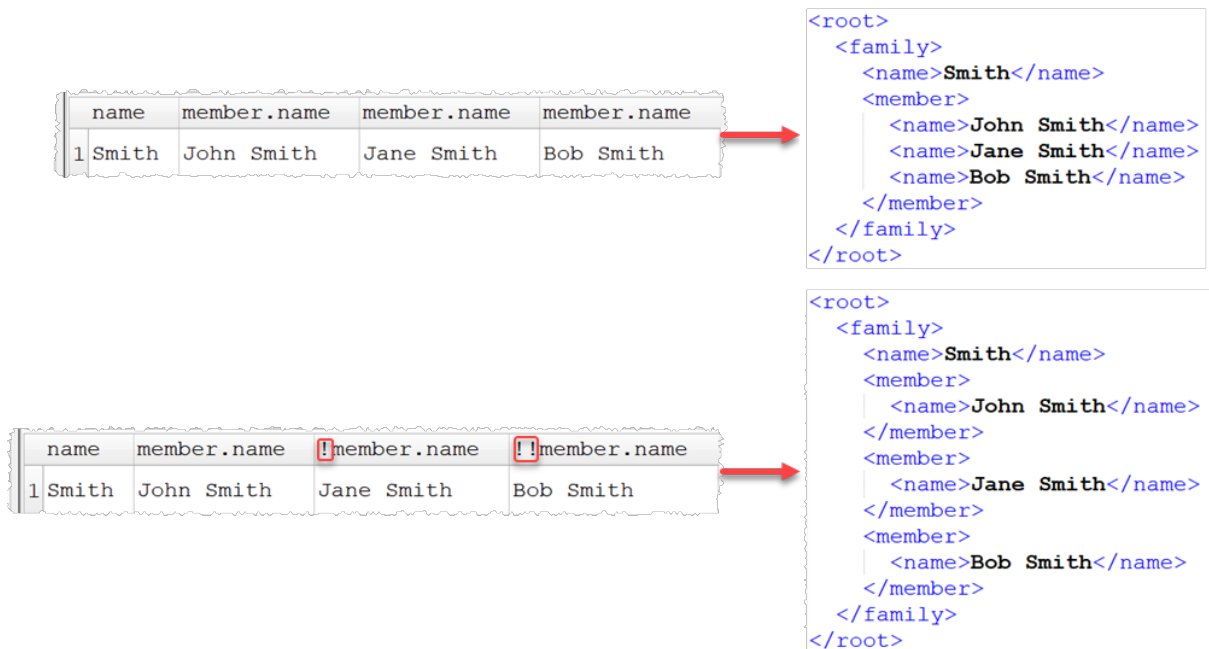 name member.name member.name member.name
1 Smith John Smith Jane Smith Bob Smith
<root>
  <family>
    <name>Smith</name>
    <member>
      <name>John Smith</name>
      <name>Jane Smith</name>
      <name>Bob Smith</name>
    </member>
  </family>
</root>
name member.name !member.name !!member.name
1 Smith John Smith Jane Smith Bob Smith
<root>
  <family>
    <name>Smith</name>
    <member>
      <name>John Smith</name>
    </member>
    <member>
      <name>Jane Smith</name>
    </member>
    <member>
      <name>Bob Smith</name>
    </member>
  </family>
</root>